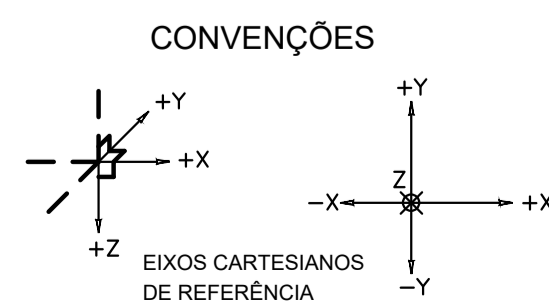 CONVENÇÕES
+Y
+X
+Z
+Y
Z
-X
+X
-Y
EIXOS CARTESIANOS
DE REFERÊNCIA